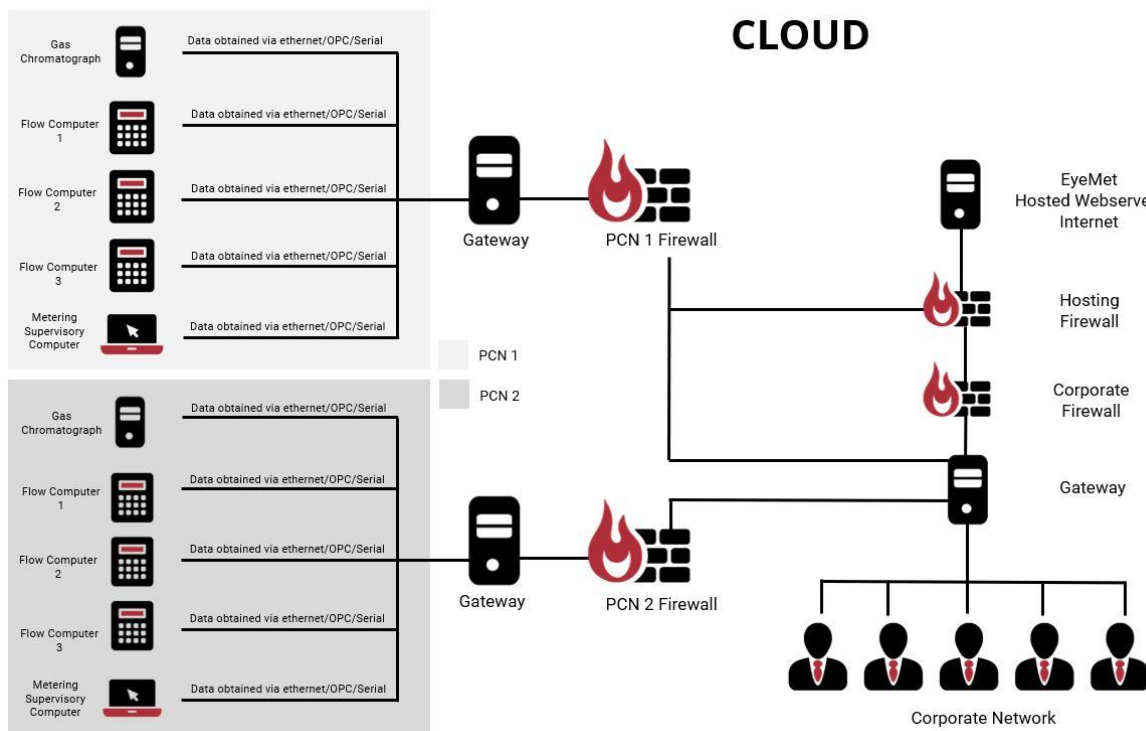 CLOUD
Gas
Chromatograph
Data obtained via ethernet/OPC/Serial
Flow Computer
1
Data obtained via ethernet/OPC/Serial
Flow Computer
2
Data obtained via ethernet/OPC/Serial
Flow Computer
3
Data obtained via ethernet/OPC/Serial
Metering
Supervisory
Computer
Data obtained via ethernet/OPC/Serial
Gateway
PCN 1 Firewall
EyeMet
Hosted Webserve
Internet
Hosting
Firewall
Corporate
Firewall
Gateway
PCN 1
PCN 2
Gas
Chromatograph
Data obtained via ethernet/OPC/Serial
Flow Computer
1
Data obtained via ethernet/OPC/Serial
Flow Computer
2
Data obtained via ethernet/OPC/Serial
Flow Computer
3
Data obtained via ethernet/OPC/Serial
Metering
Supervisory
Computer
Data obtained via ethernet/OPC/Serial
Gateway
PCN 2 Firewall
Corporate Network